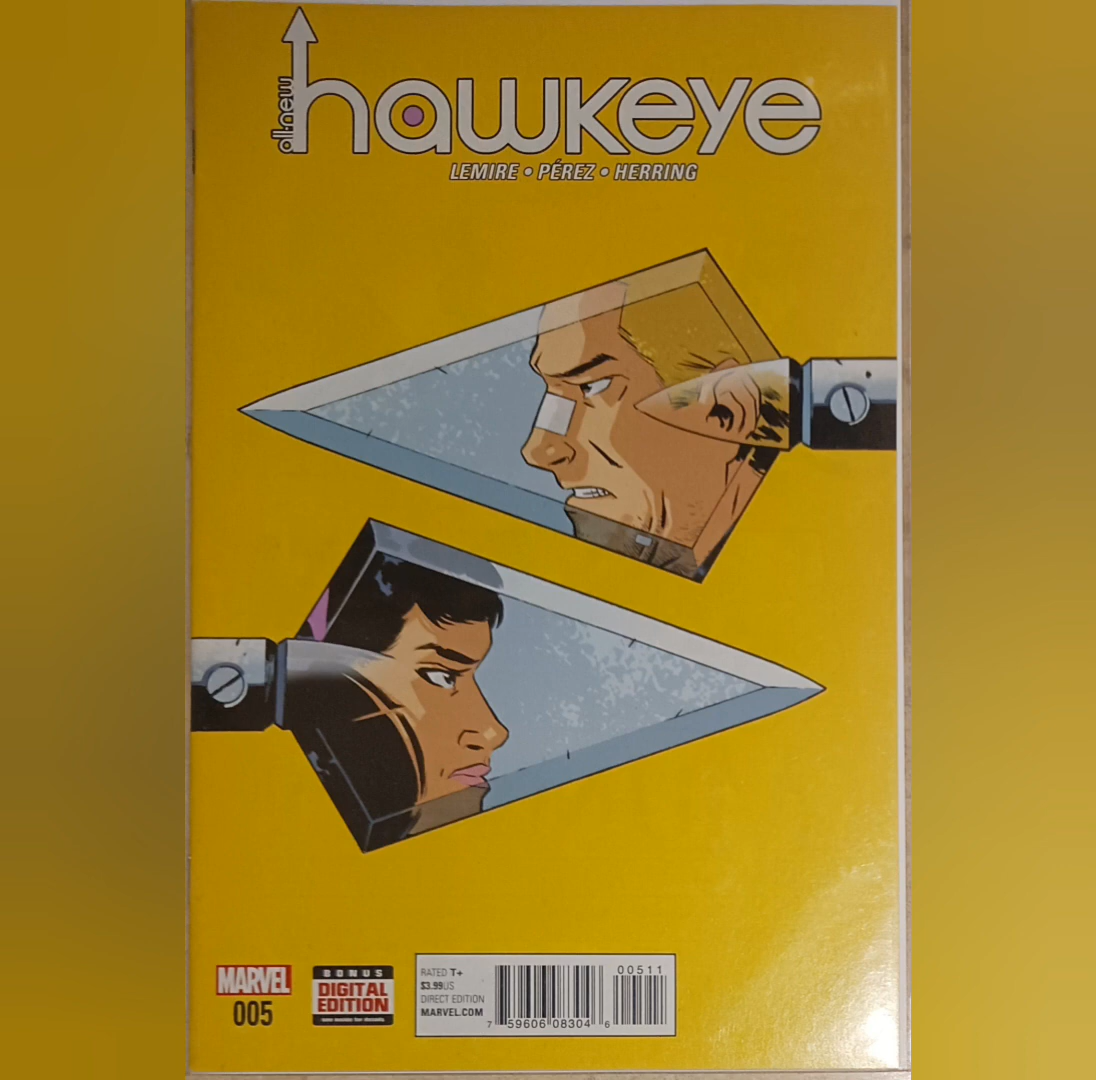 all-new
hawkeye
LEMIRE • PÉREZ • HERRING
MARVEL
005
BONUS
DIGITAL
EDITION
RATED T+
$3.99US
DIRECT EDITION
MARVEL.COM
00511
7 59606 08304 6